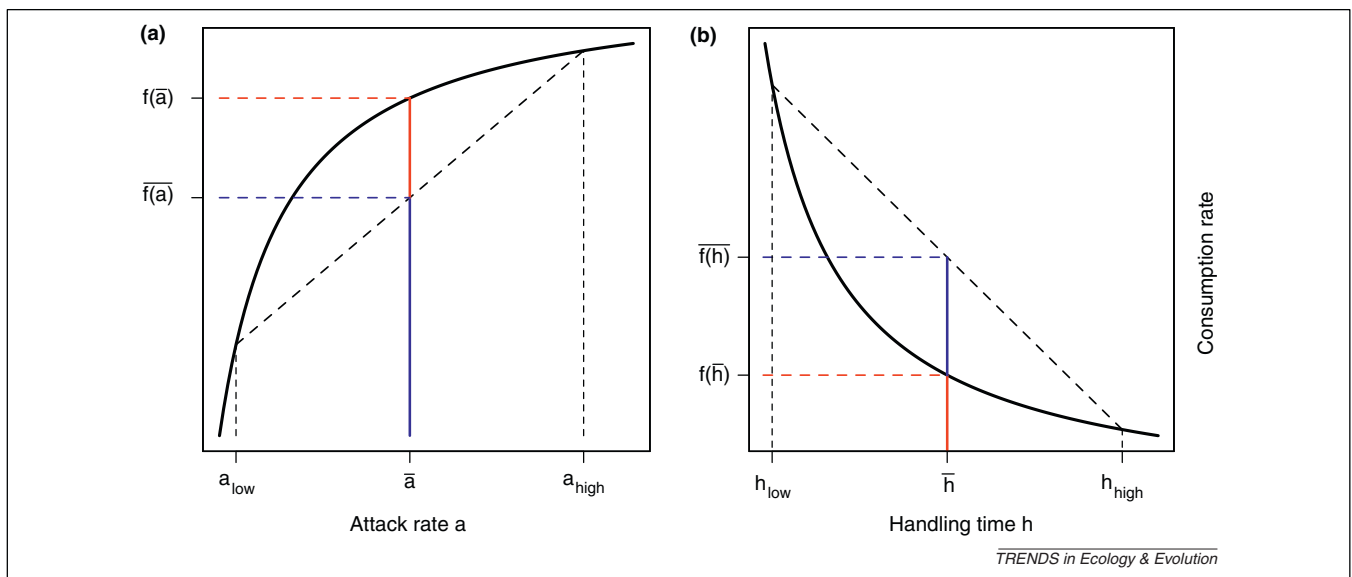 (a)
f(a̅)
f(a)̅
a_low
a̅
a_high
Attack rate a
(b)
f(h)̅
f(h̅)
h_low
h̅
h_high
Handling time h
Consumption rate
TRENDS in Ecology & Evolution